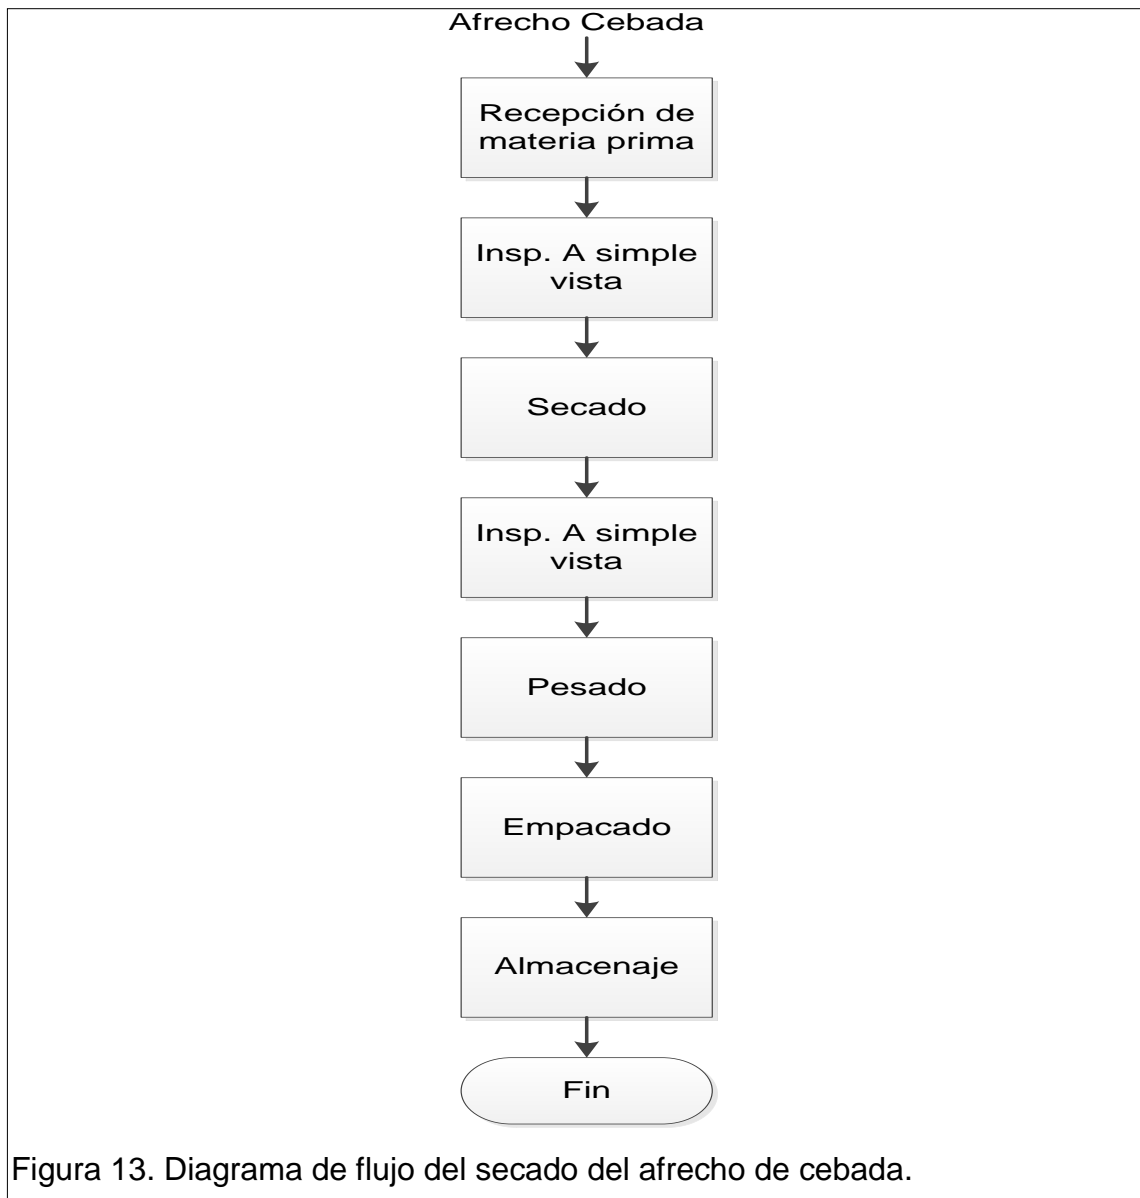 Afrecho Cebada
Recepción de
materia prima
Insp. A simple
vista
Secado
Insp. A simple
vista
Pesado
Empacado
Almacenaje
Fin
Figura 13. Diagrama de flujo del secado del afrecho de cebada.